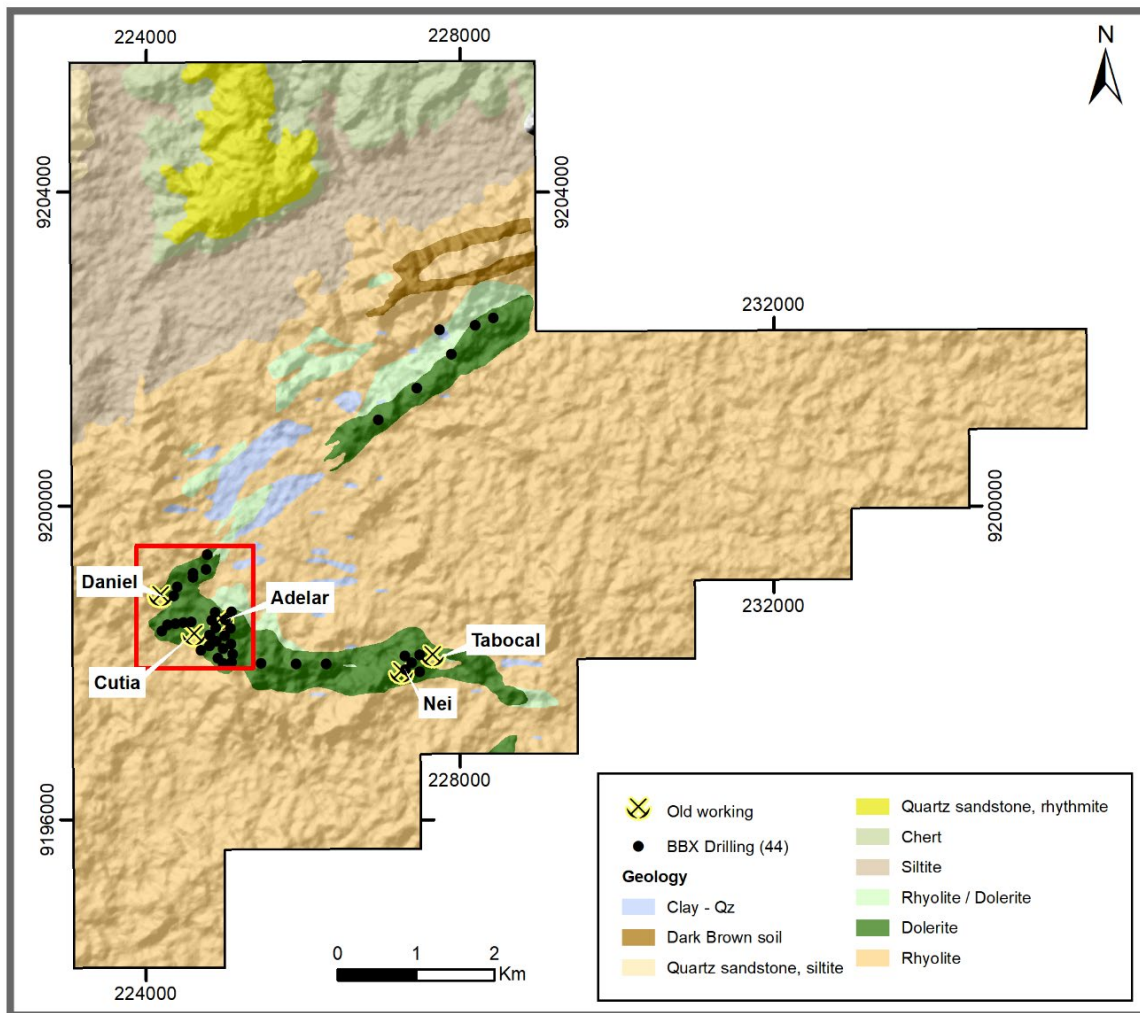 224000
228000
N
9204000
9204000
232000
9200000
9200000
Daniel
Adelar
232000
Tabocal
Cutia
Nei
228000
9196000
Old working
BBX Drilling (44)
Geology
Clay - Qz
Dark Brown soil
Quartz sandstone, siltite
Quartz sandstone, rhythmite
Chert
Siltite
Rhyolite / Dolerite
Dolerite
Rhyolite
0 1 2
Km
224000